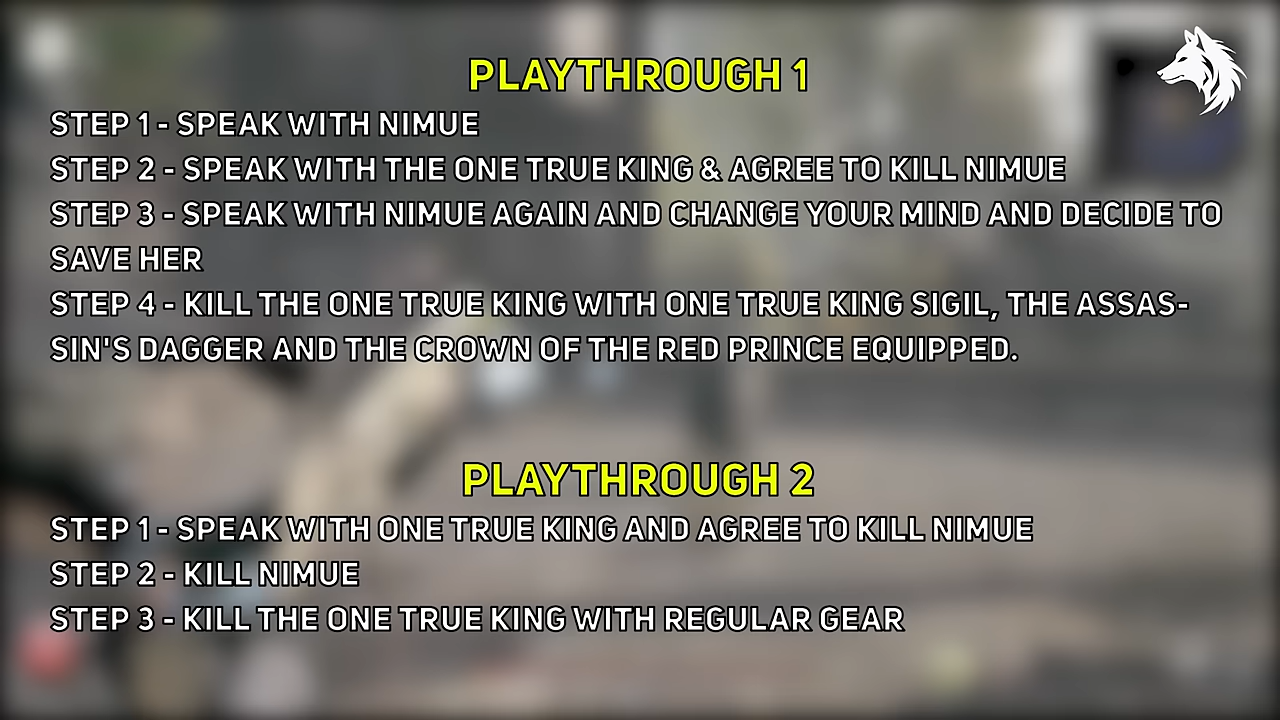 PLAYTHROUGH 1
STEP 1 - SPEAK WITH NIMUE
STEP 2 - SPEAK WITH THE ONE TRUE KING & AGREE TO KILL NIMUE
STEP 3 - SPEAK WITH NIMUE AGAIN AND CHANGE YOUR MIND AND DECIDE TO
SAVE HER
STEP 4 - KILL THE ONE TRUE KING WITH ONE TRUE KING SIGIL, THE ASSAS-
SIN'S DAGGER AND THE CROWN OF THE RED PRINCE EQUIPPED.
PLAYTHROUGH 2
STEP 1 - SPEAK WITH ONE TRUE KING AND AGREE TO KILL NIMUE
STEP 2 - KILL NIMUE
STEP 3 - KILL THE ONE TRUE KING WITH REGULAR GEAR